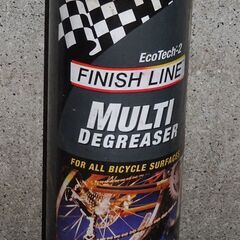 EcoTech-2
FINISH LINE
MULTI
DEGREASER
FOR ALL BICYCLE SURFACES